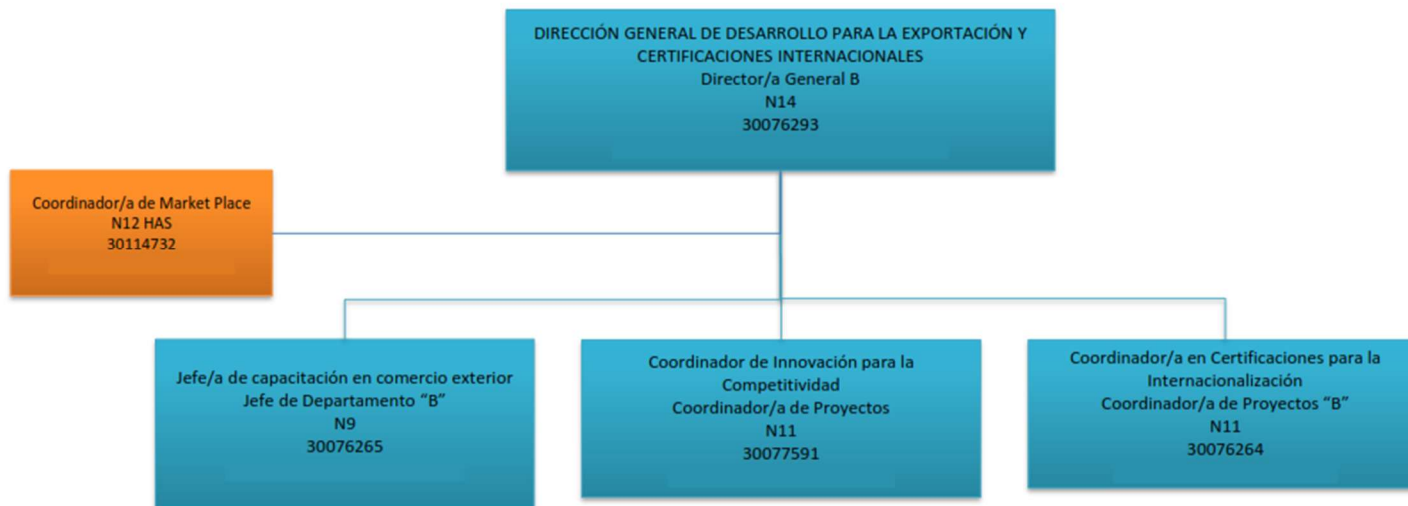 DIRECCIÓN GENERAL DE DESARROLLO PARA LA EXPORTACIÓN Y
CERTIFICACIONES INTERNACIONALES
Director/a General B
N14
30076293
Coordinador/a de Market Place
N12 HAS
30114732
Jefe/a de capacitación en comercio exterior
Jefe de Departamento “B”
N9
30076265
Coordinador de Innovación para la
Competitividad
Coordinador/a de Proyectos
N11
30077591
Coordinador/a en Certificaciones para la
Internacionalización
Coordinador/a de Proyectos “B”
N11
30076264